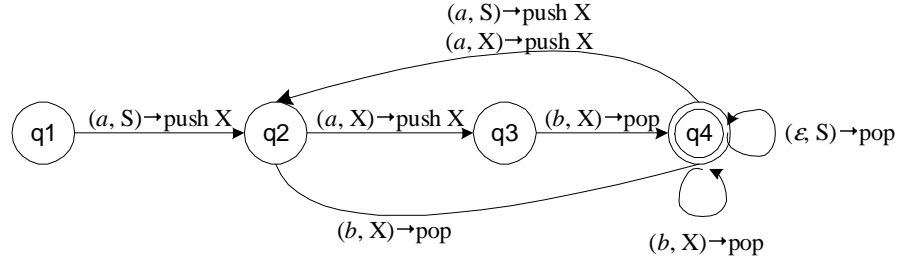 (a, S)→push X
(a, X)→push X
q1
(a, S)→push X
q2
(a, X)→push X
q3
(b, X)→pop
q4
(ε, S)→pop
(b, X)→pop
(b, X)→pop